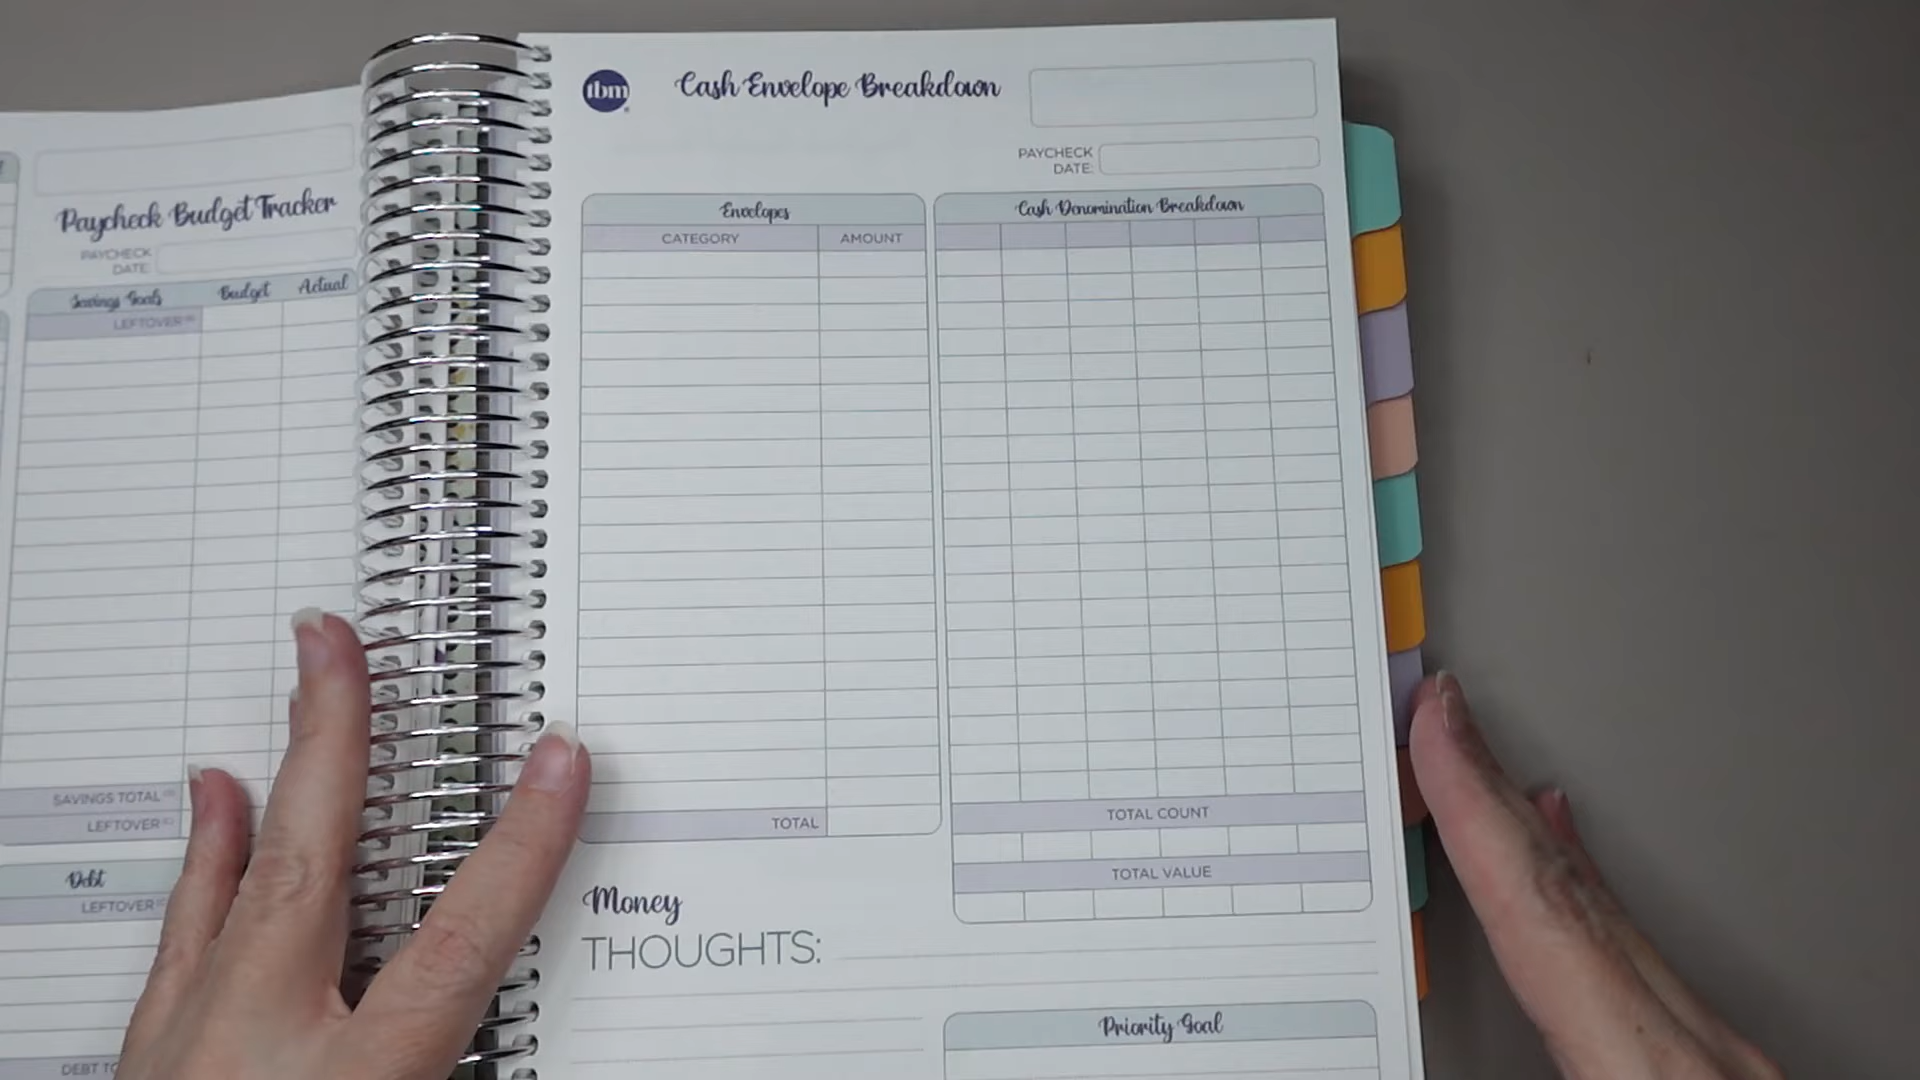 Paycheck Budget Tracker
PAYCHECK
DATE:
Savings Goals Budget Actual
LEFTOVER
SAVINGS TOTAL
LEFTOVER
Debt
LEFTOVER
DEBT
tbm
Cash Envelope Breakdown
PAYCHECK
DATE:
Envelopes
CATEGORY AMOUNT
TOTAL
Cash Denomination Breakdown
TOTAL COUNT
TOTAL VALUE
Money
THOUGHTS:
Priority Goal